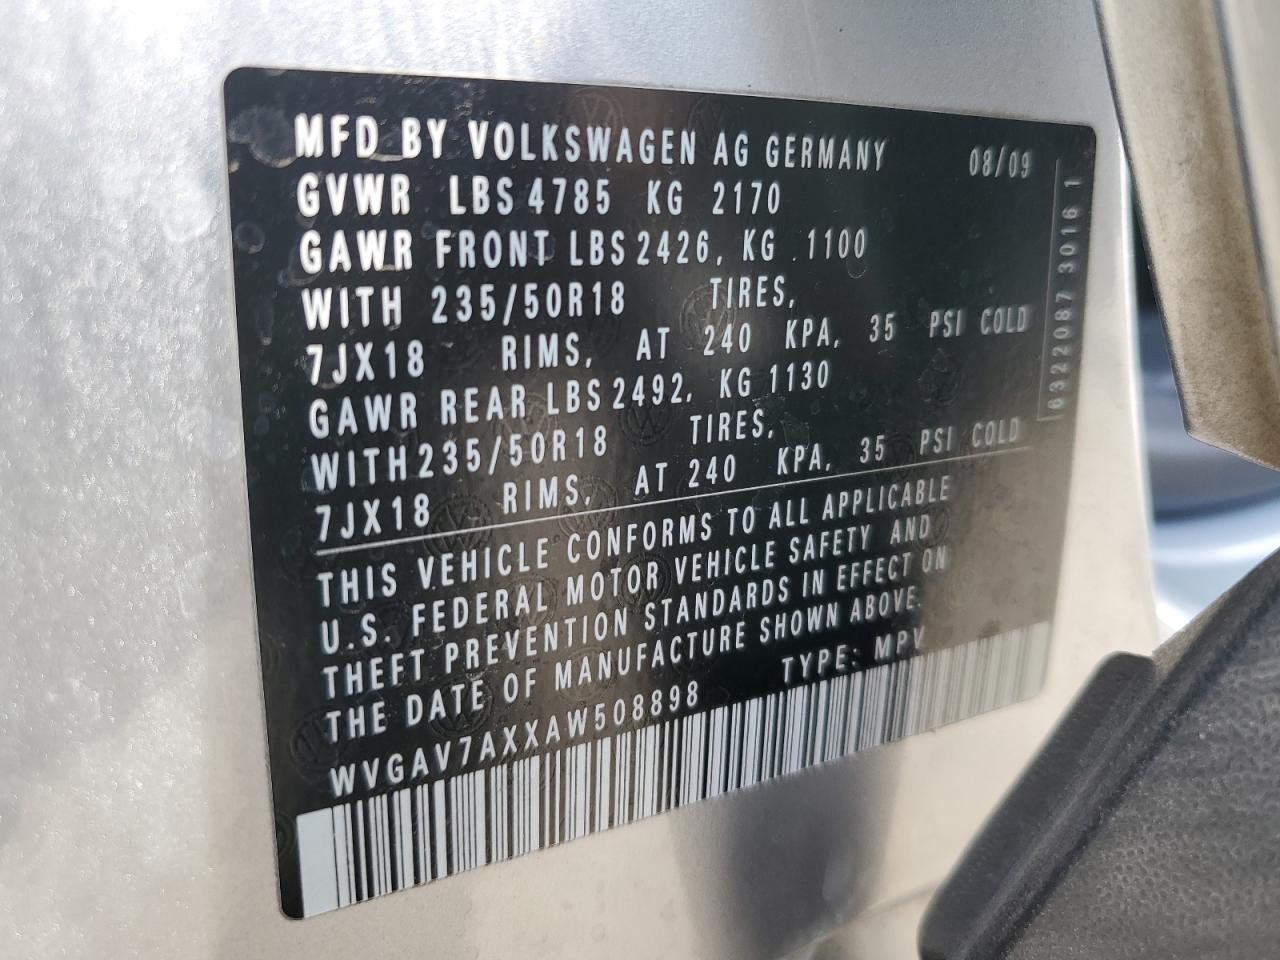 MFD BY VOLKSWAGEN AG GERMANY 08/09
GVWR LBS 4785 KG 2170
GAWR FRONT LBS 2426, KG 1100
WITH 235/50R18 TIRES,
7JX18 RIMS, AT 240 KPA, 35 PSI COLD
GAWR REAR LBS 2492, KG 1130
WITH 235/50R18 TIRES,
7JX18 RIMS, AT 240 KPA, 35 PSI COLD
THIS VEHICLE CONFORMS TO ALL APPLICABLE
U.S. FEDERAL MOTOR VEHICLE SAFETY AND
THEFT PREVENTION STANDARDS IN EFFECT ON
THE DATE OF MANUFACTURE SHOWN ABOVE.
WVGAV7AXXAW508898 TYPE: MPV
6322087 3016 1